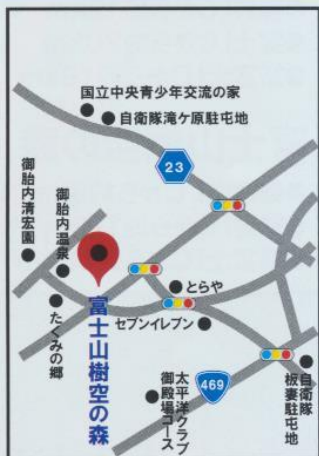 国立中央青少年交流の家
自衛隊滝ケ原駐屯地
23
御胎内清宏園
御胎内温泉
富士山樹空の森
たくみの郷
とらや
セブンイレブン
469
太平洋クラブ
御殿場コース
自衛隊
板妻駐屯地